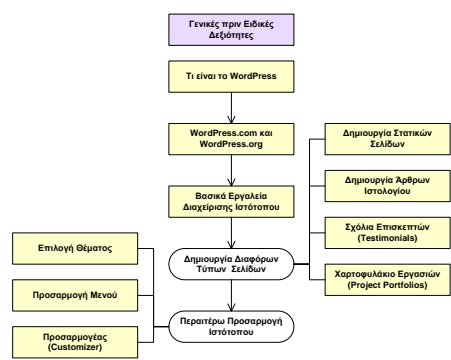 Γενικές πριν Ειδικές
Δεξιότητες
Τι είναι το WordPress
WordPress.com και
WordPress.org
Βασικά Εργαλεία
Διαχείρισης Ιστότοπου
Δημιουργία Διαφόρων
Τύπων Σελίδων
Περαιτέρω Προσαρμογή
Ιστότοπου
Δημιουργία Στατικών
Σελίδων
Δημιουργία Άρθρων
Ιστολογίου
Σχόλια Επισκεπτών
(Testimonials)
Χαρτοφυλάκιο Εργασιών
(Project Portfolios)
Επιλογή Θέματος
Προσαρμογή Μενού
Προσαρμογέας
(Customizer)